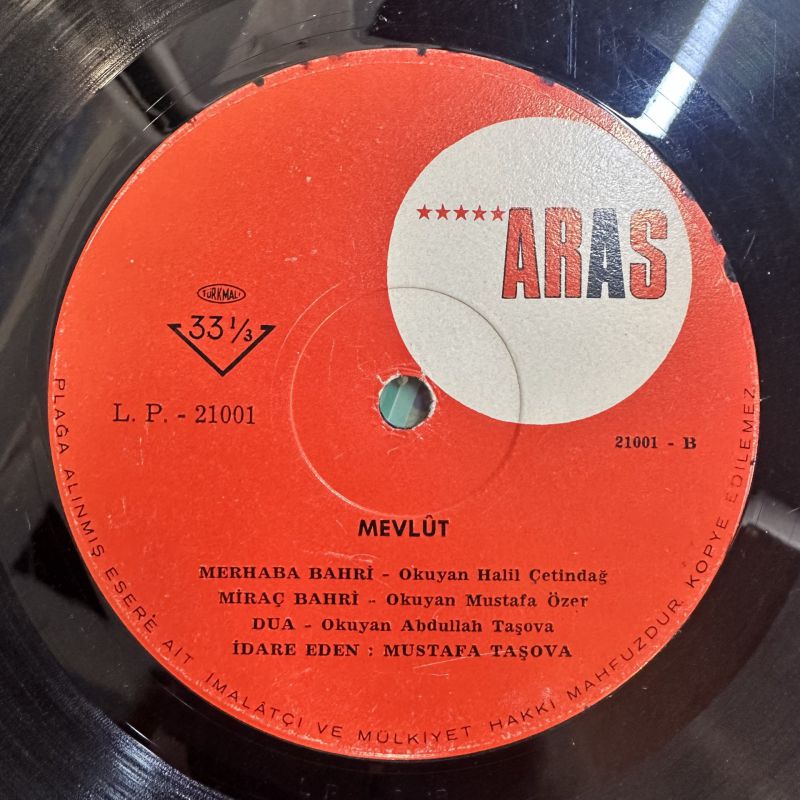 ★★★★★ ARAS
TÜRKMALI
33 1/3
L. P. - 21001
21001 - B
MEVLÛT
MERHABA BAHRİ - Okuyan Halil Çetindağ
MİRAÇ BAHRİ - Okuyan Mustafa Özer
DUA - Okuyan Abdullah Taşova
İDARE EDEN : MUSTAFA TAŞOVA
PLAĞA ALINMIŞ ESERE AİT İMALÂTÇI VE MÜLKİYET HAKKI MAHFUZDUR KOPYE EDİLEMEZ